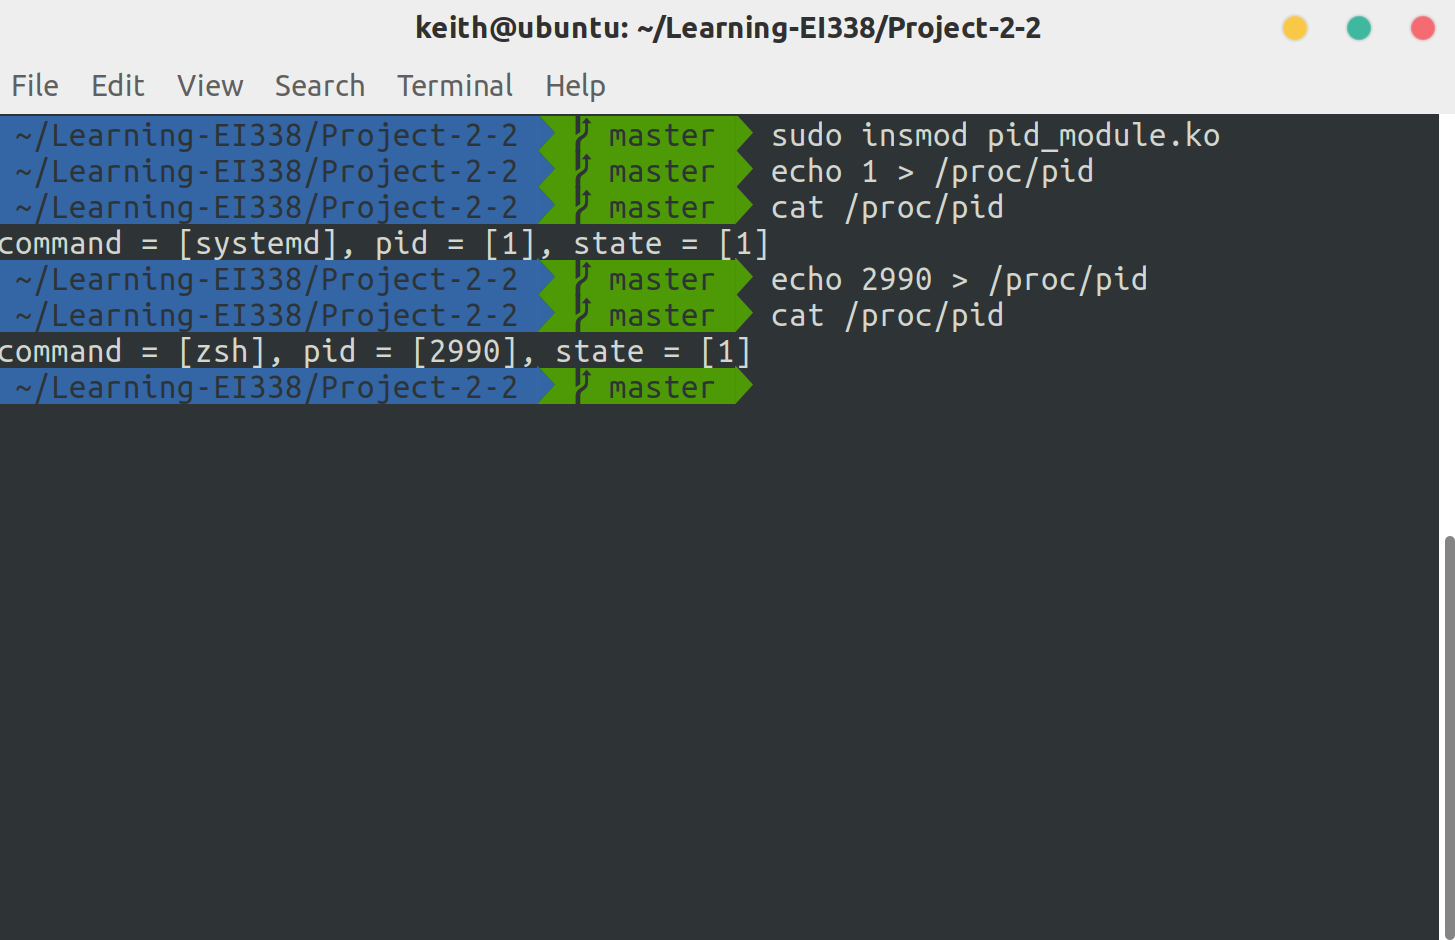 keith@ubuntu: ~/Learning-EI338/Project-2-2
File Edit View Search Terminal Help
~/Learning-EI338/Project-2-2 master sudo insmod pid_module.ko
~/Learning-EI338/Project-2-2 master echo 1 > /proc/pid
~/Learning-EI338/Project-2-2 master cat /proc/pid
command = [systemd], pid = [1], state = [1]
~/Learning-EI338/Project-2-2 master echo 2990 > /proc/pid
~/Learning-EI338/Project-2-2 master cat /proc/pid
command = [zsh], pid = [2990], state = [1]
~/Learning-EI338/Project-2-2 master